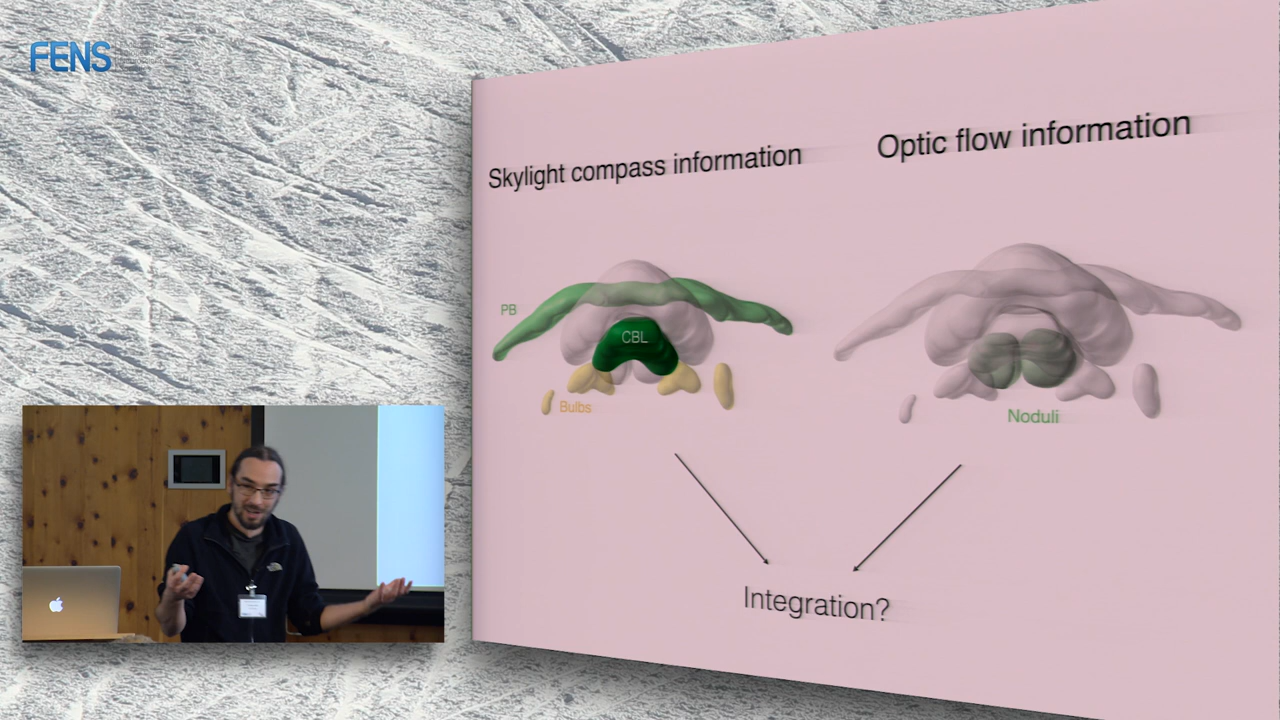 FENS
Skylight compass information
Optic flow information
PB
CBL
Bulbs
Noduli
Integration?